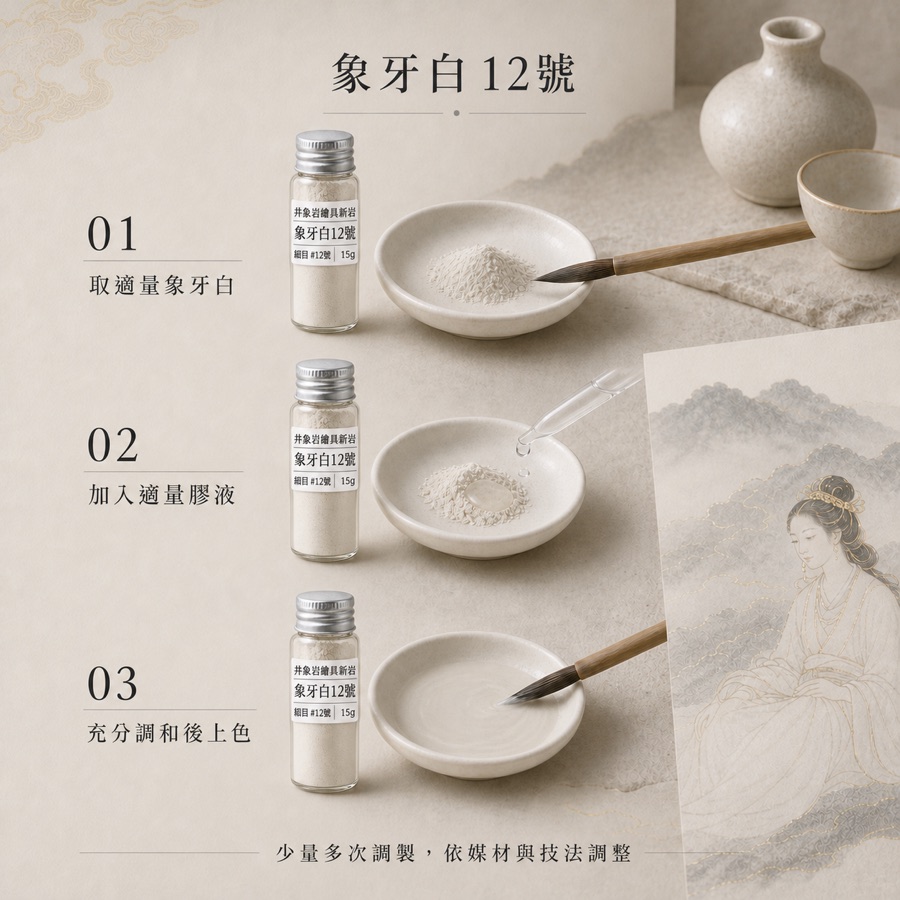 象牙白12號
01
取適量象牙白
井象岩繪具新岩
象牙白12號
細目 #12號 15g
02
加入適量膠液
井象岩繪具新岩
象牙白12號
細目 #12號 15g
03
充分調和後上色
井象岩繪具新岩
象牙白12號
細目 #12號 15g
少量多次調製，依媒材與技法調整